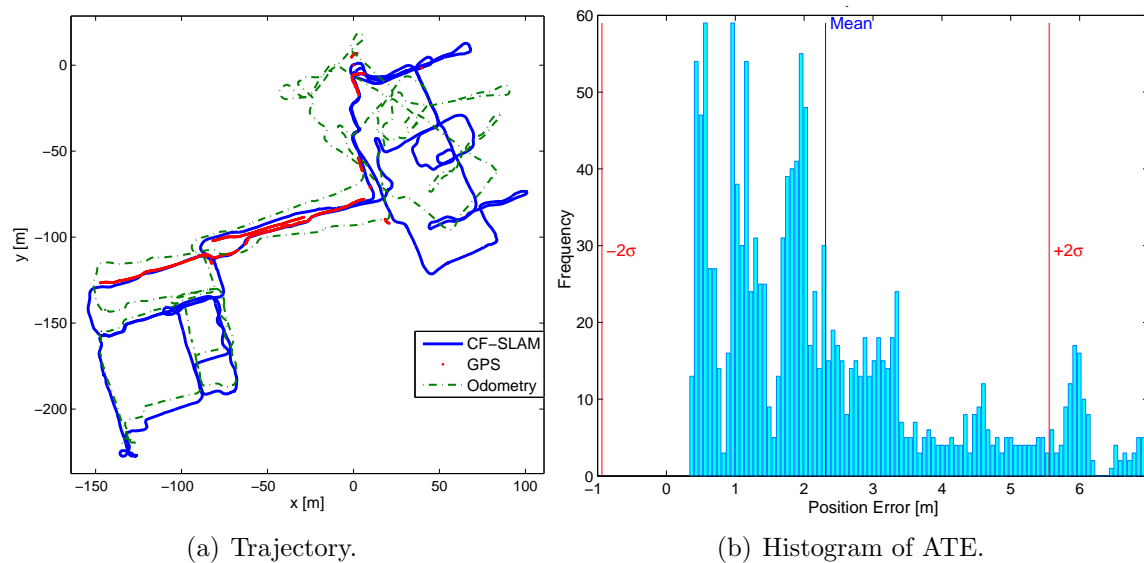 0
−50
−100
−150
−200
y [m]
−150
−100
−50
0
50
100
x [m]
CF−SLAM
GPS
Odometry
(a) Trajectory.
60
50
40
30
20
10
0
Frequency
−1
0
1
2
3
4
5
6
Position Error [m]
Mean
−2σ
+2σ
(b) Histogram of ATE.